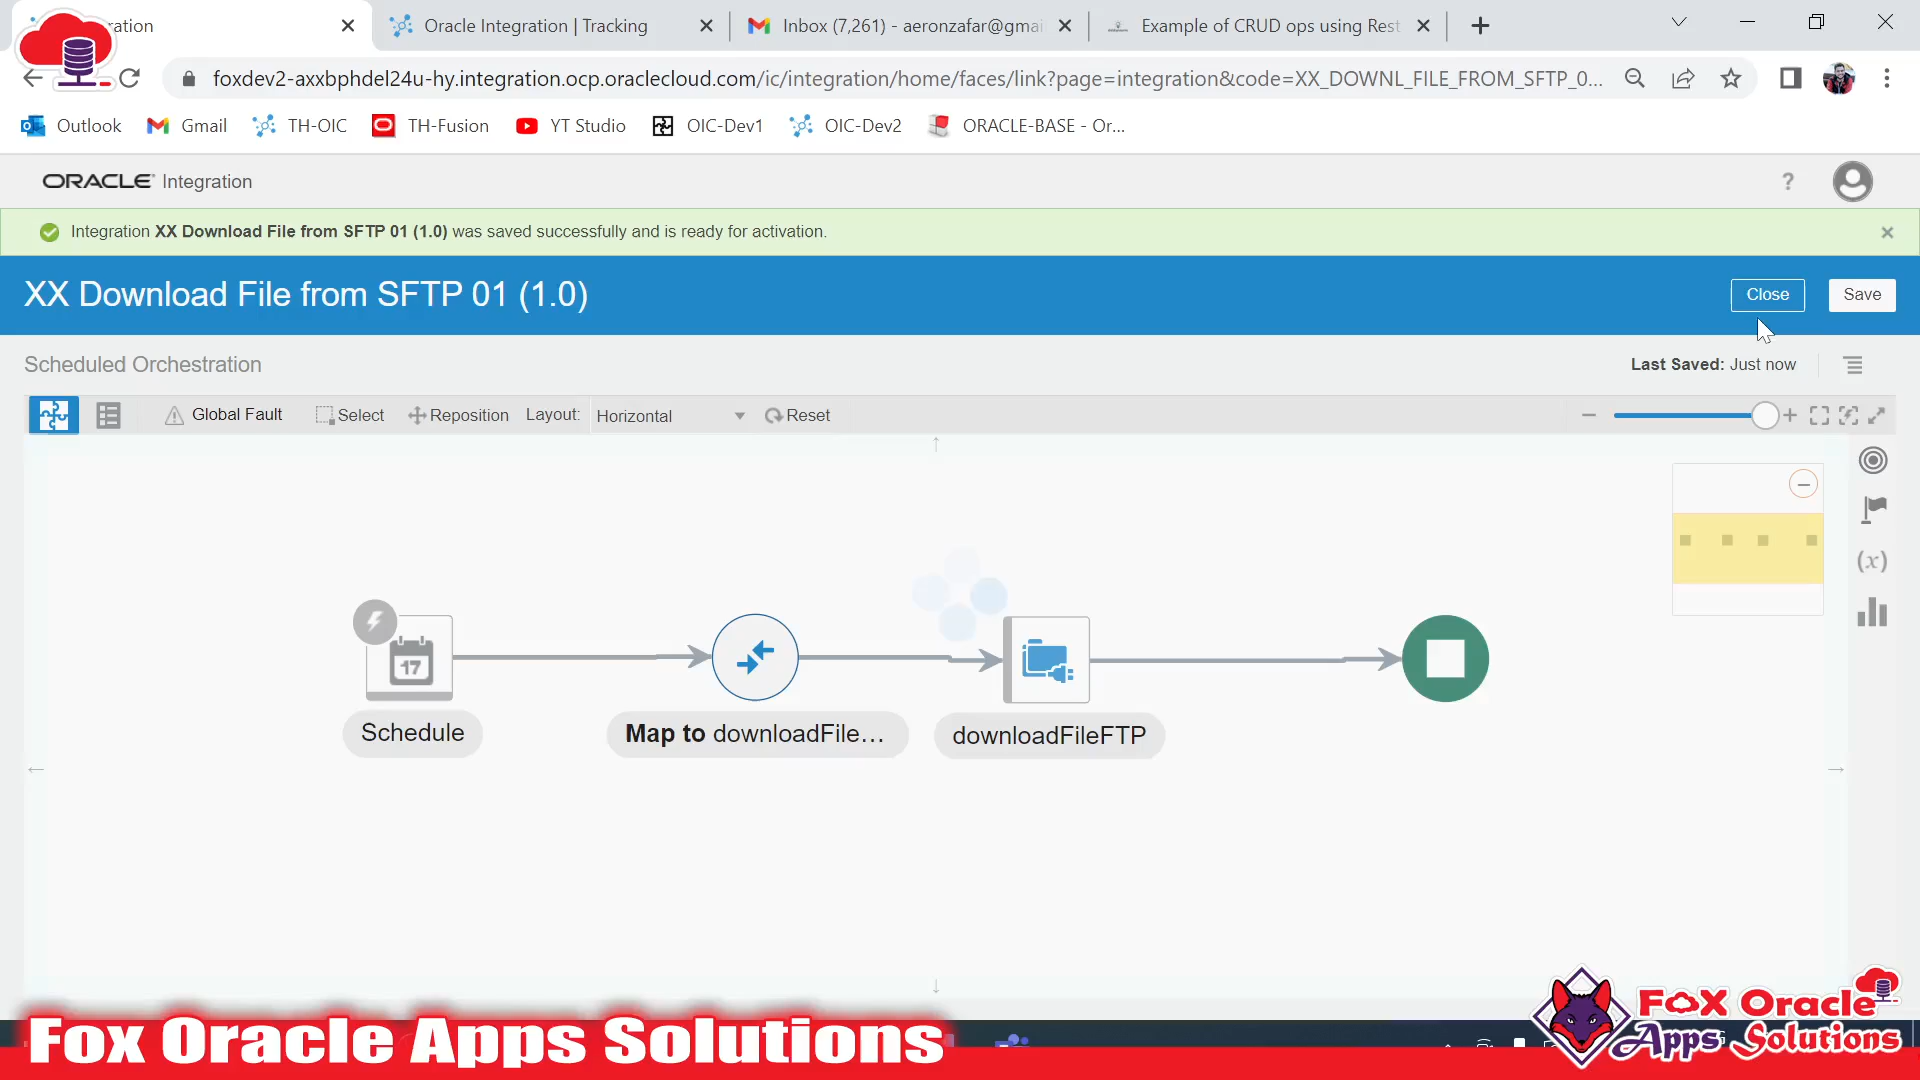 ration
Oracle Integration | Tracking
Inbox (7,261) - aeronzafar@gmai
Example of CRUD ops using Rest
foxdev2-axxbphdel24u-hy.integration.ocp.oraclecloud.com/ic/integration/home/faces/link?page=integration&code=XX_DOWNL_FILE_FROM_SFTP_0...
Outlook
Gmail
TH-OIC
TH-Fusion
YT Studio
OIC-Dev1
OIC-Dev2
ORACLE-BASE - Or...
ORACLE Integration
?
Integration XX Download File from SFTP 01 (1.0) was saved successfully and is ready for activation.
XX Download File from SFTP 01 (1.0)
Close
Save
Scheduled Orchestration
Last Saved: Just now
Global Fault
Select
Reposition
Layout:
Horizontal
Reset
(x)
17
Schedule
Map to downloadFile...
downloadFileFTP
Fox Oracle Apps Solutions
FoX Oracle
Apps Solutions